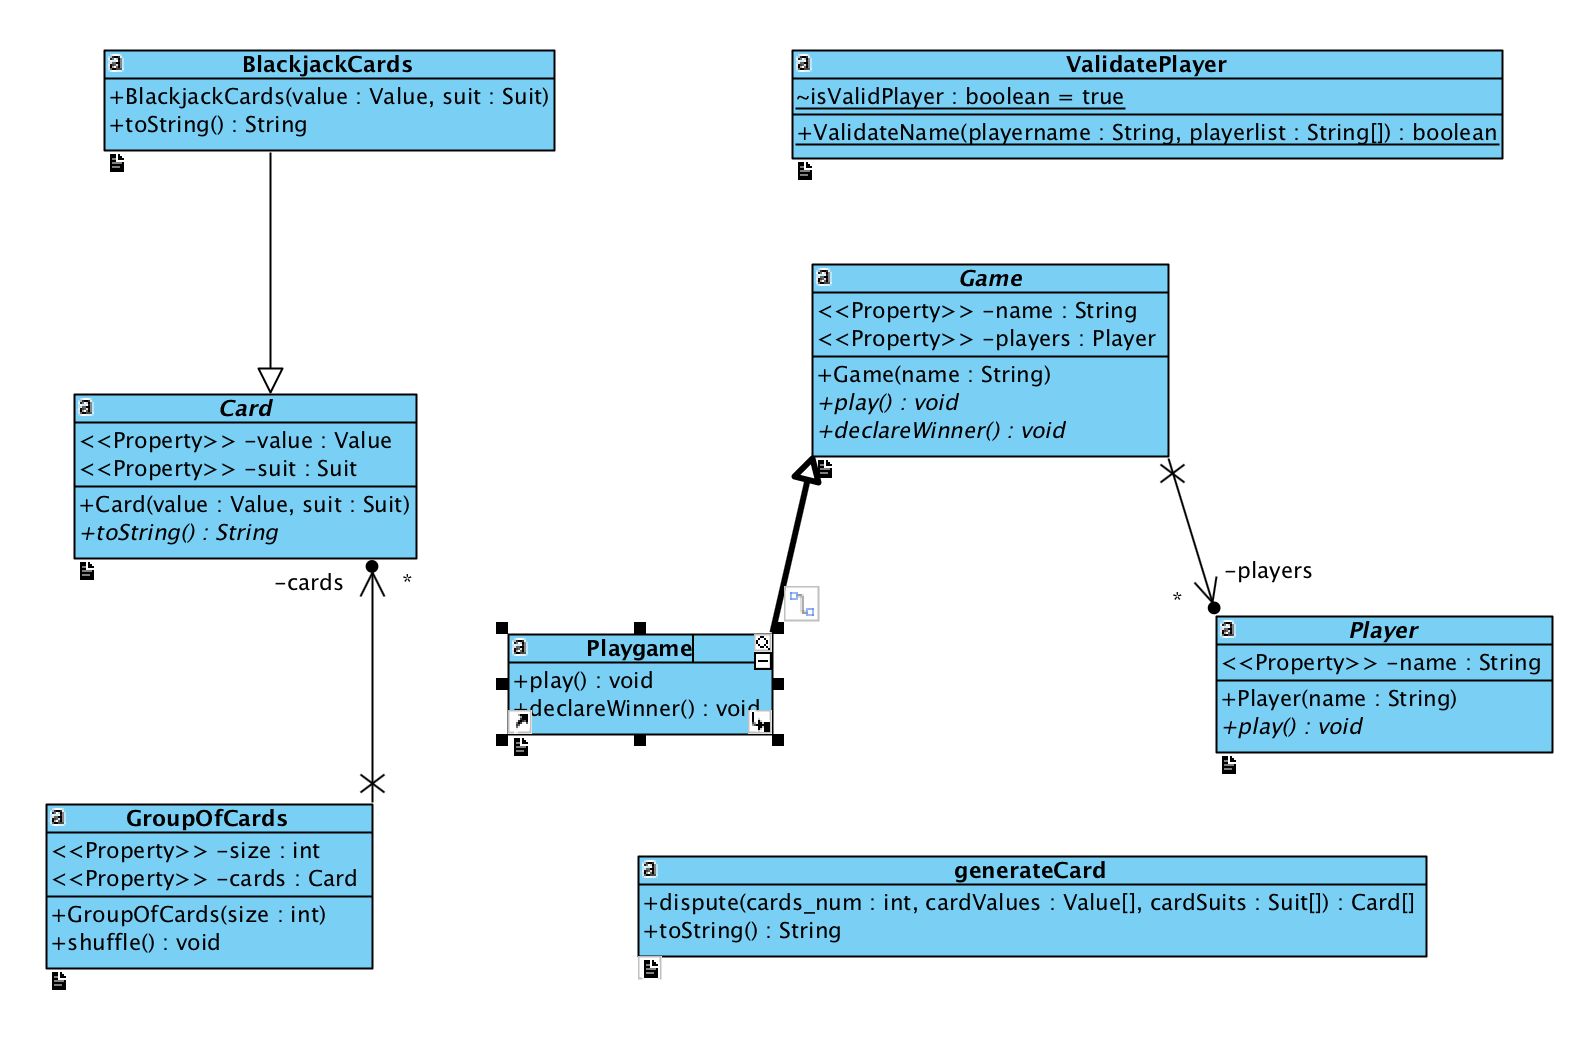 BlackjackCards
+BlackjackCards(value : Value, suit : Suit)
+toString() : String
ValidatePlayer
~isValidPlayer : boolean = true
+ValidateName(playername : String, playerlist : String[]) : boolean
Game
<<Property>> -name : String
<<Property>> -players : Player
+Game(name : String)
+play() : void
+declareWinner() : void
Card
<<Property>> -value : Value
<<Property>> -suit : Suit
+Card(value : Value, suit : Suit)
+toString() : String
-cards
*
-players
*
Playgame
+play() : void
+declareWinner() : void
Player
<<Property>> -name : String
+Player(name : String)
+play() : void
GroupOfCards
<<Property>> -size : int
<<Property>> -cards : Card
+GroupOfCards(size : int)
+shuffle() : void
generateCard
+dispute(cards_num : int, cardValues : Value[], cardSuits : Suit[]) : Card[]
+toString() : String